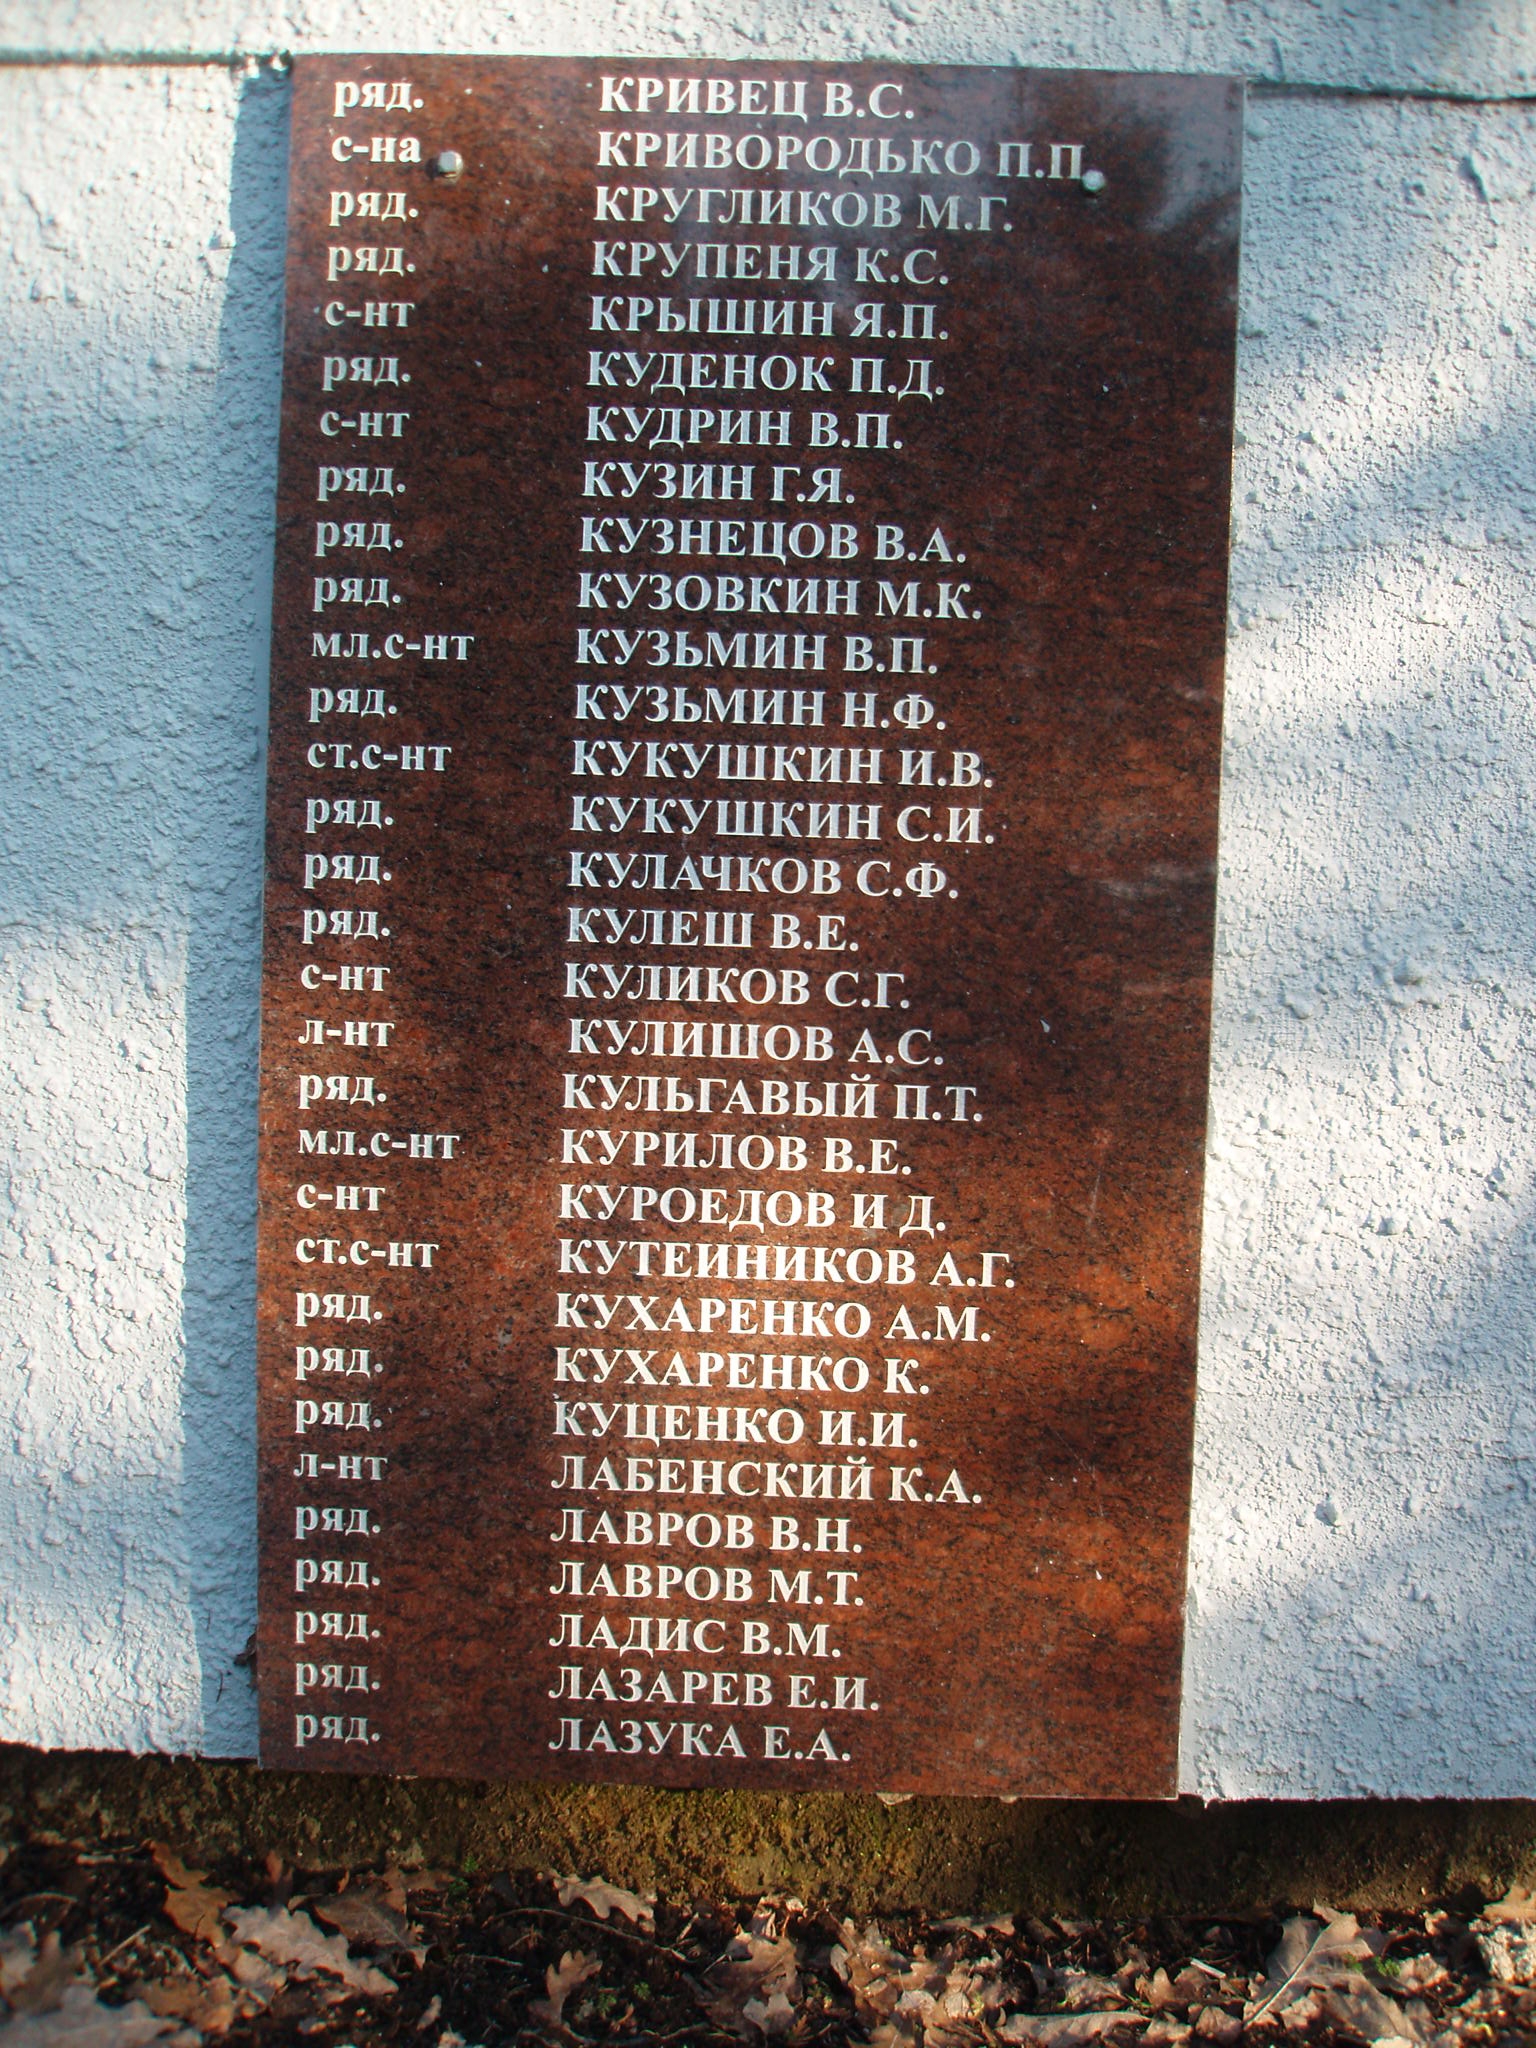 ряд. КРИВЕЦ В.С.
с-на КРИВОРОДЬКО П.П.
ряд. КРУГЛИКОВ М.Г.
ряд. КРУПЕНЯ К.С.
с-нт КРЫШИН Я.П.
ряд. КУДЕНОК П.Д.
с-нт КУДРИН В.П.
ряд. КУЗИН Г.Я.
ряд. КУЗНЕЦОВ В.А.
ряд. КУЗОВКИН М.К.
мл.с-нт КУЗЬМИН В.П.
ряд. КУЗЬМИН Н.Ф.
ст.с-нт КУКУШКИН И.В.
ряд. КУКУШКИН С.И.
ряд. КУЛАЧКОВ С.Ф.
ряд. КУЛЕШ В.Е.
с-нт КУЛИКОВ С.Г.
л-нт КУЛИШОВ А.С.
ряд. КУЛЬГАВЫЙ П.Т.
мл.с-нт КУРИЛОВ В.Е.
с-нт КУРОЕДОВ И Д.
ст.с-нт КУТЕИНИКОВ А.Г.
ряд. КУХАРЕНКО А.М.
ряд. КУХАРЕНКО К.
ряд. КУЦЕНКО И.И.
л-нт ЛАБЕНСКИЙ К.А.
ряд. ЛАВРОВ В.Н.
ряд. ЛАВРОВ М.Т.
ряд. ЛАДИС В.М.
ряд. ЛАЗАРЕВ Е.И.
ряд. ЛАЗУКА Е.А.